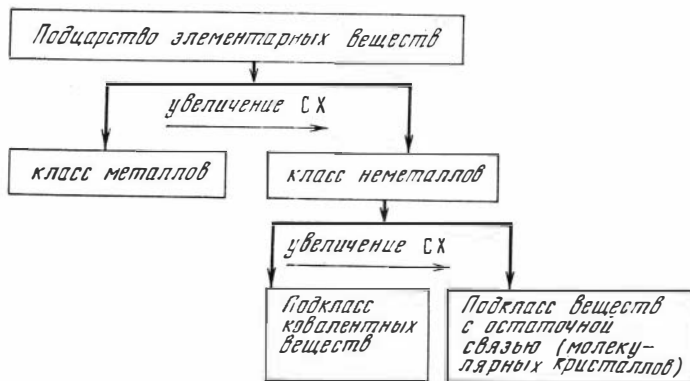 Подцарство элементарных веществ
увеличение СХ
класс металлов
класс неметаллов
увеличение СХ
Подкласс
ковалентных
веществ
Подкласс веществ
с остаточной
связью (молеку-
лярных кристаллов)